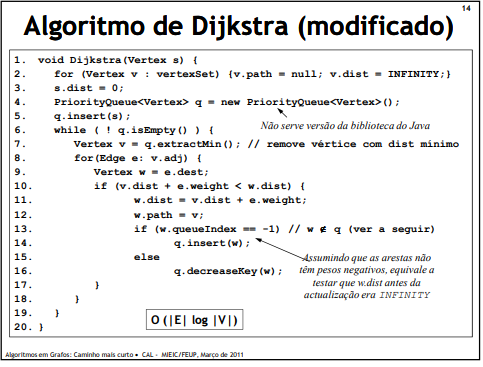 14
Algoritmo de Dijkstra (modificado)
1. void Dijkstra(Vertex s) {
2. for (Vertex v : vertexSet) {v.path = null; v.dist = INFINITY;}
3. s.dist = 0;
4. PriorityQueue<Vertex> q = new PriorityQueue<Vertex>();
5. q.insert(s);
Não serve versão da biblioteca do Java
6. while ( ! q.isEmpty() ) {
7. Vertex v = q.extractMin(); // remove vértice com dist mínimo
8. for(Edge e: v.adj) {
9. Vertex w = e.dest;
10. if (v.dist + e.weight < w.dist) {
11. w.dist = v.dist + e.weight;
12. w.path = v;
13. if (w.queueIndex == -1) // w ∉ q (ver a seguir)
14. q.insert(w);
15. else
16. q.decreaseKey(w);
Assumindo que as arestas não
têm pesos negativos, equivale a
testar que w.dist antes da
actualização era INFINITY
17. }
18. }
19. }
20. }
O (|E| log |V|)
Algoritmos em Grafos: Caminho mais curto • CAL - MIEIC/FEUP, Março de 2011